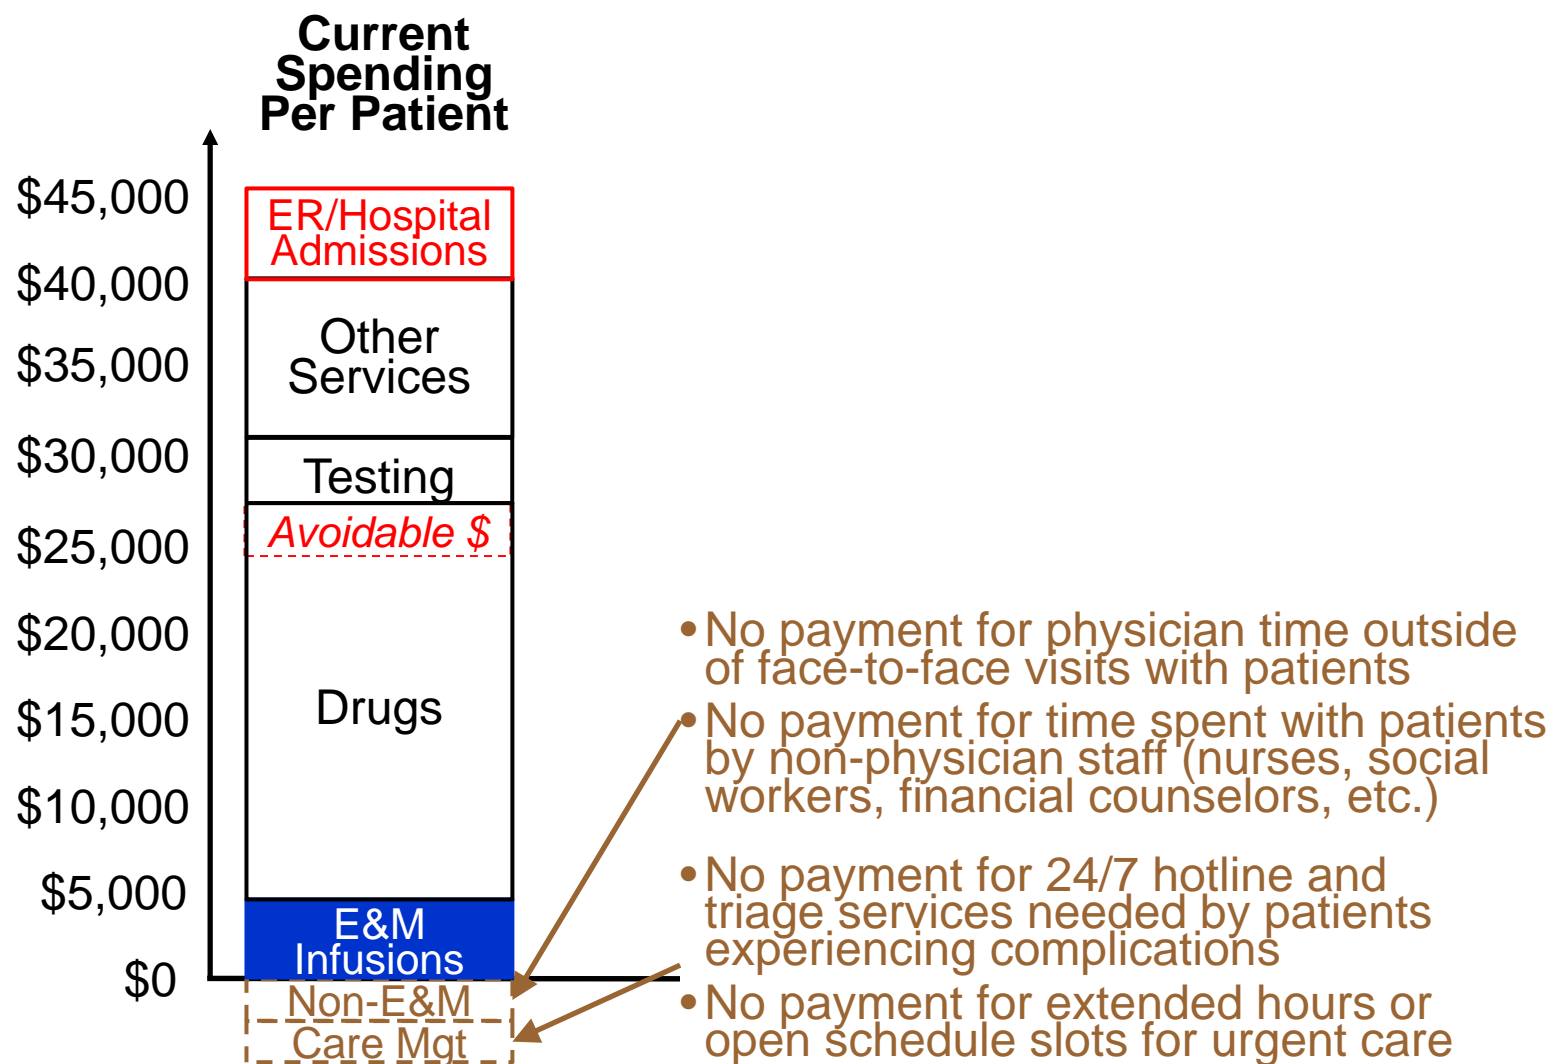 Current
Spending
Per Patient
$45,000
$40,000
$35,000
$30,000
$25,000
$20,000
$15,000
$10,000
$5,000
$0
ER/Hospital
Admissions
Other
Services
Testing
Avoidable $
Drugs
E&M
Infusions
Non-E&M
Care Mgt
•No payment for physician time outside
of face-to-face visits with patients
•No payment for time spent with patients
by non-physician staff (nurses, social
workers, financial counselors, etc.)
•No payment for 24/7 hotline and
triage services needed by patients
experiencing complications
•No payment for extended hours or
open schedule slots for urgent care